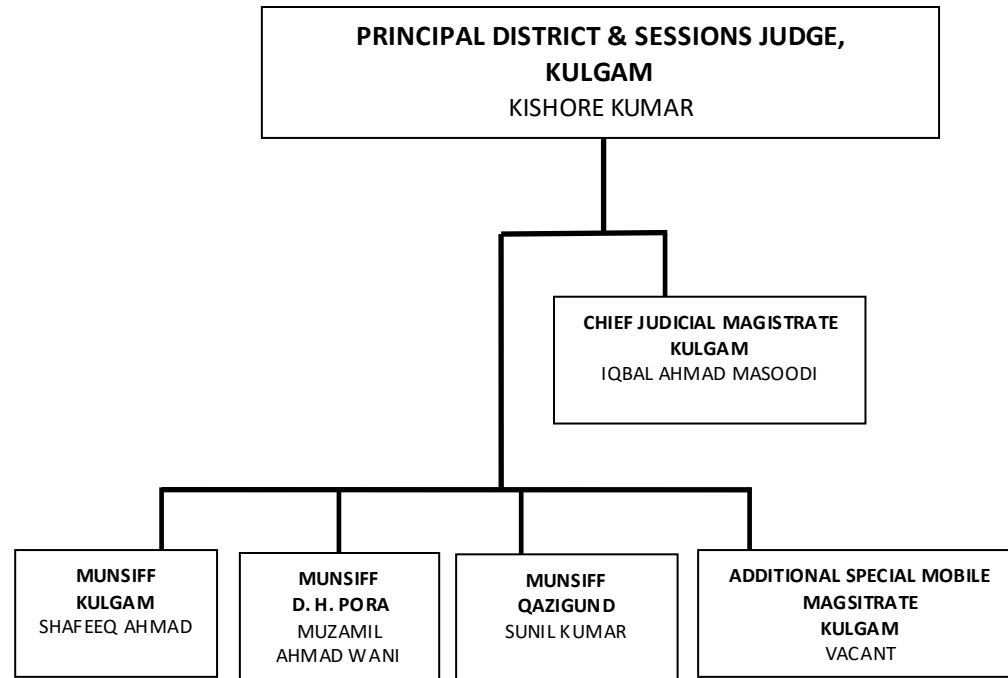 PRINCIPAL DISTRICT & SESSIONS JUDGE,
KULGAM
KISHORE KUMAR
CHIEF JUDICIAL MAGISTRATE
KULGAM
IQBAL AHMAD MASOODI
MUNSIFF
KULGAM
SHAFEEQ AHMAD
MUNSIFF
D. H. PORA
MUZAMIL
AHMAD WANI
MUNSIFF
QAZIGUND
SUNIL KUMAR
ADDITIONAL SPECIAL MOBILE
MAGSITRATE
KULGAM
VACANT